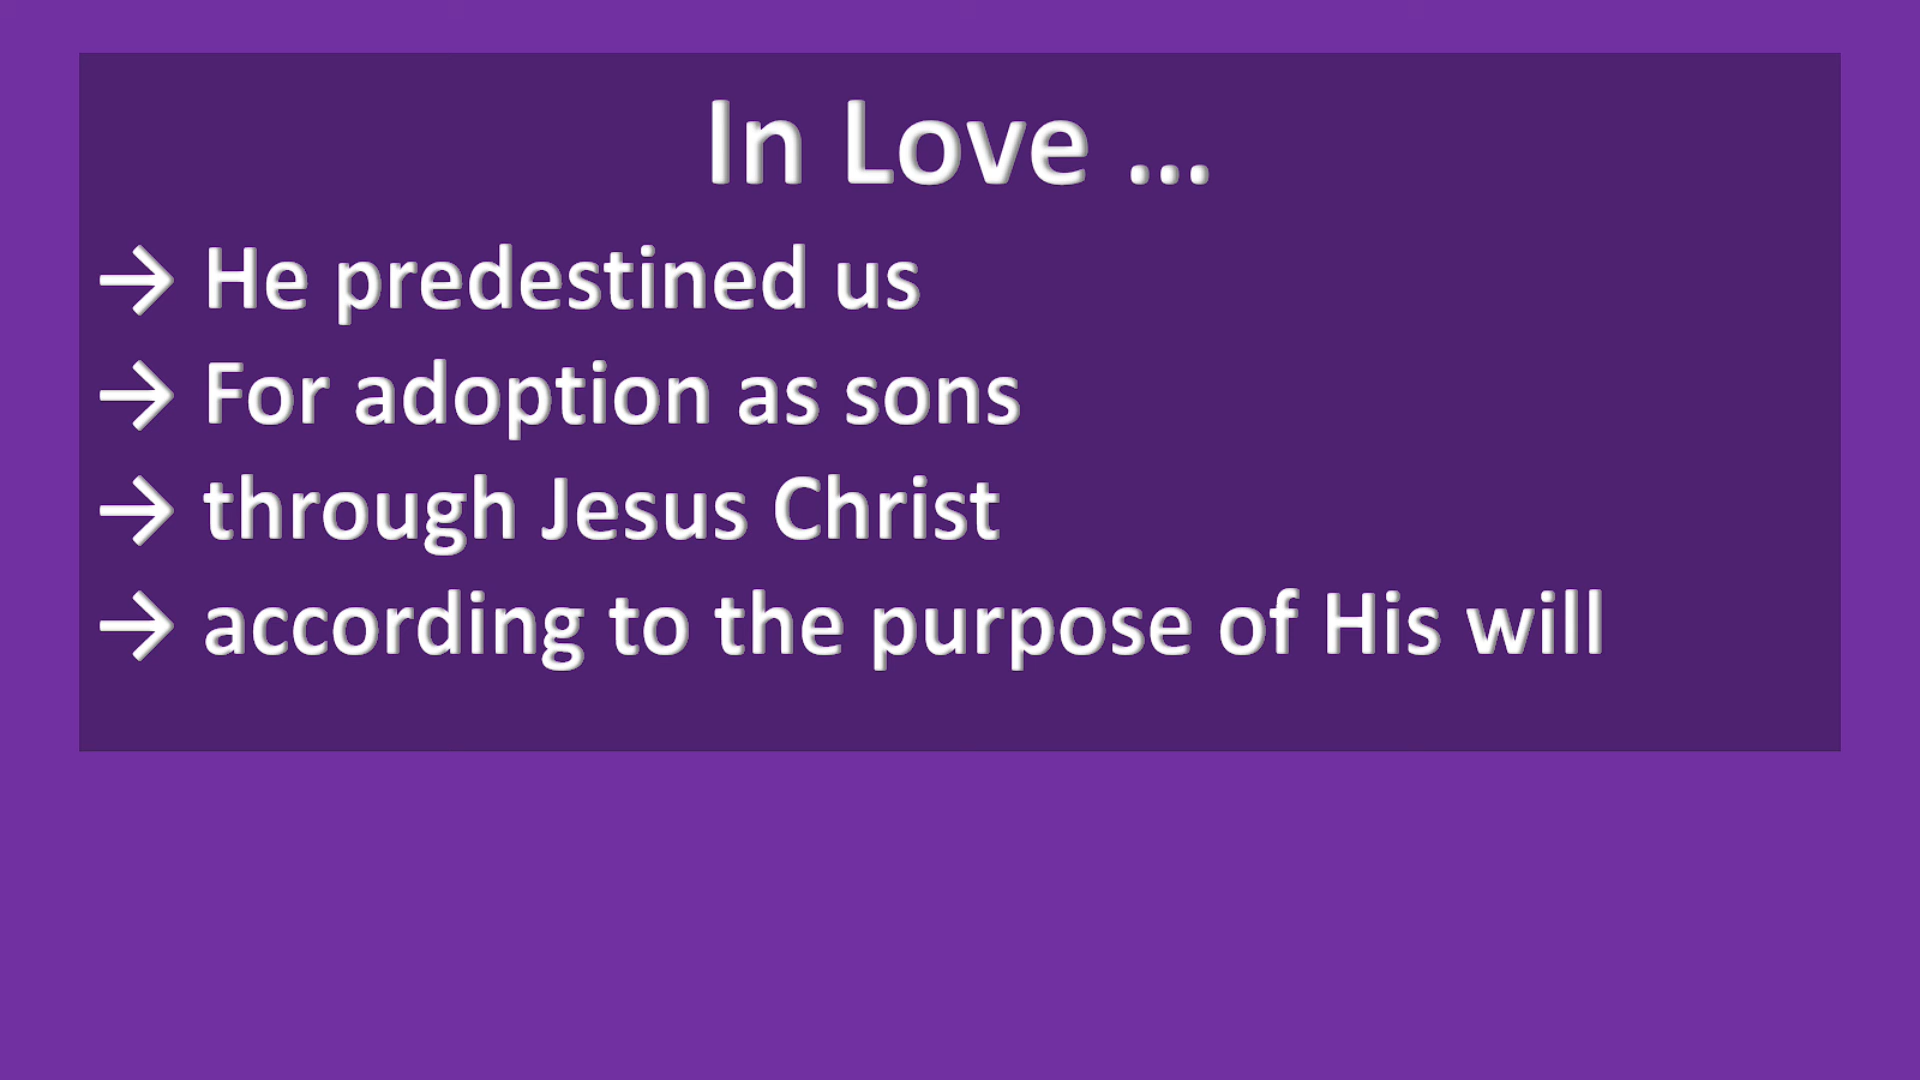 In Love ...
→ He predestined us
→ For adoption as sons
→ through Jesus Christ
→ according to the purpose of His will